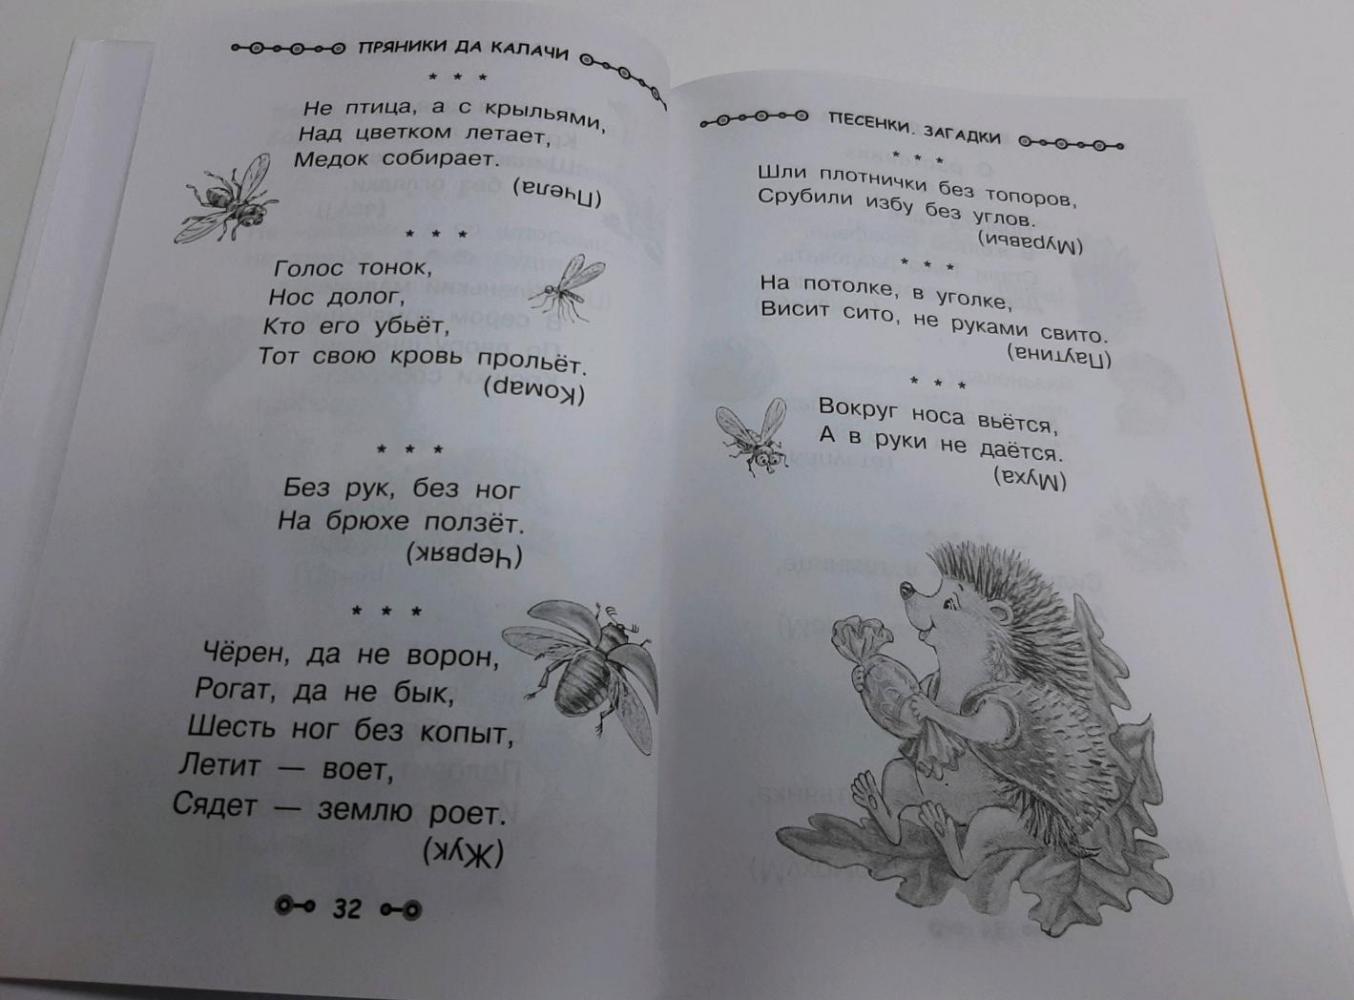 ПРЯНИКИ ДА КАЛАЧИ
* * *
Не птица, а с крыльями,
Над цветком летает,
Медок собирает.
(Пчела)
* * *
Голос тонок,
Нос долог,
Кто его убьёт,
Тот свою кровь прольёт.
(Комар)
* * *
Без рук, без ног
На брюхе ползёт.
(Червяк)
* * *
Чёрен, да не ворон,
Рогат, да не бык,
Шесть ног без копыт,
Летит — воет,
Сядет — землю роет.
(Жук)
32
ПЕСЕНКИ. ЗАГАДКИ
* * *
Шли плотнички без топоров,
Срубили избу без углов.
(Муравьи)
* * *
На потолке, в уголке,
Висит сито, не руками свито.
(Паутина)
* * *
Вокруг носа вьётся,
А в руки не даётся.
(Муха)